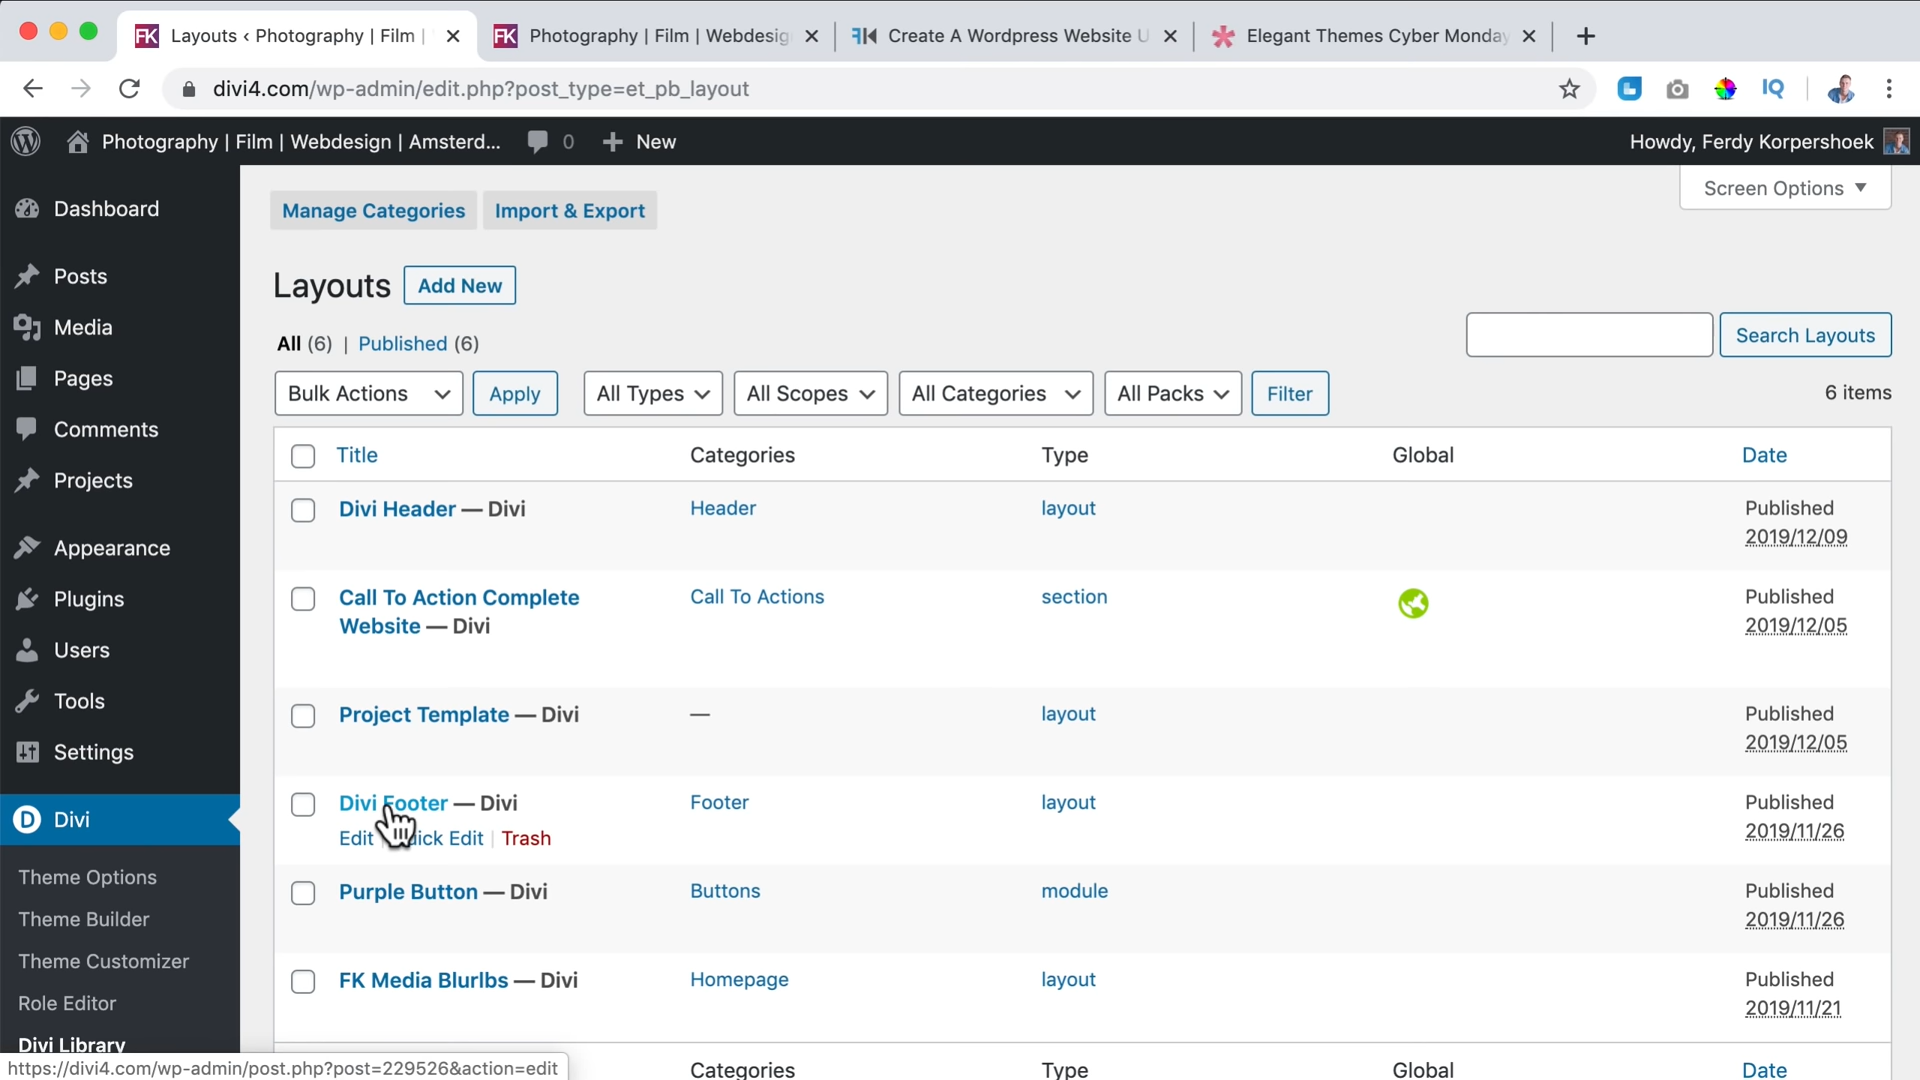 Layouts ‹ Photography | Film |
Photography | Film | Webdesig
Create A Wordpress Website U
Elegant Themes Cyber Monday
divi4.com/wp-admin/edit.php?post_type=et_pb_layout
Photography | Film | Webdesign | Amsterd...
0
New
Howdy, Ferdy Korpershoek
Dashboard
Posts
Media
Pages
Comments
Projects
Appearance
Plugins
Users
Tools
Settings
Divi
Theme Options
Theme Builder
Theme Customizer
Role Editor
Divi Library
Manage Categories
Import & Export
Screen Options
Layouts
Add New
All (6) | Published (6)
Search Layouts
Bulk Actions
Apply
All Types
All Scopes
All Categories
All Packs
Filter
6 items
Title Categories Type Global Date
Divi Header — Divi Header layout Published
2019/12/09
Call To Action Complete Call To Actions section Published
Website — Divi 2019/12/05
Project Template — Divi — layout Published
2019/12/05
Divi Footer — Divi Footer layout Published
Edit | Edit | Trash 2019/11/26
Purple Button — Divi Buttons module Published
2019/11/26
FK Media Blurlbs — Divi Homepage layout Published
2019/11/21
Categories Type Global Date
https://divi4.com/wp-admin/post.php?post=229526&action=edit